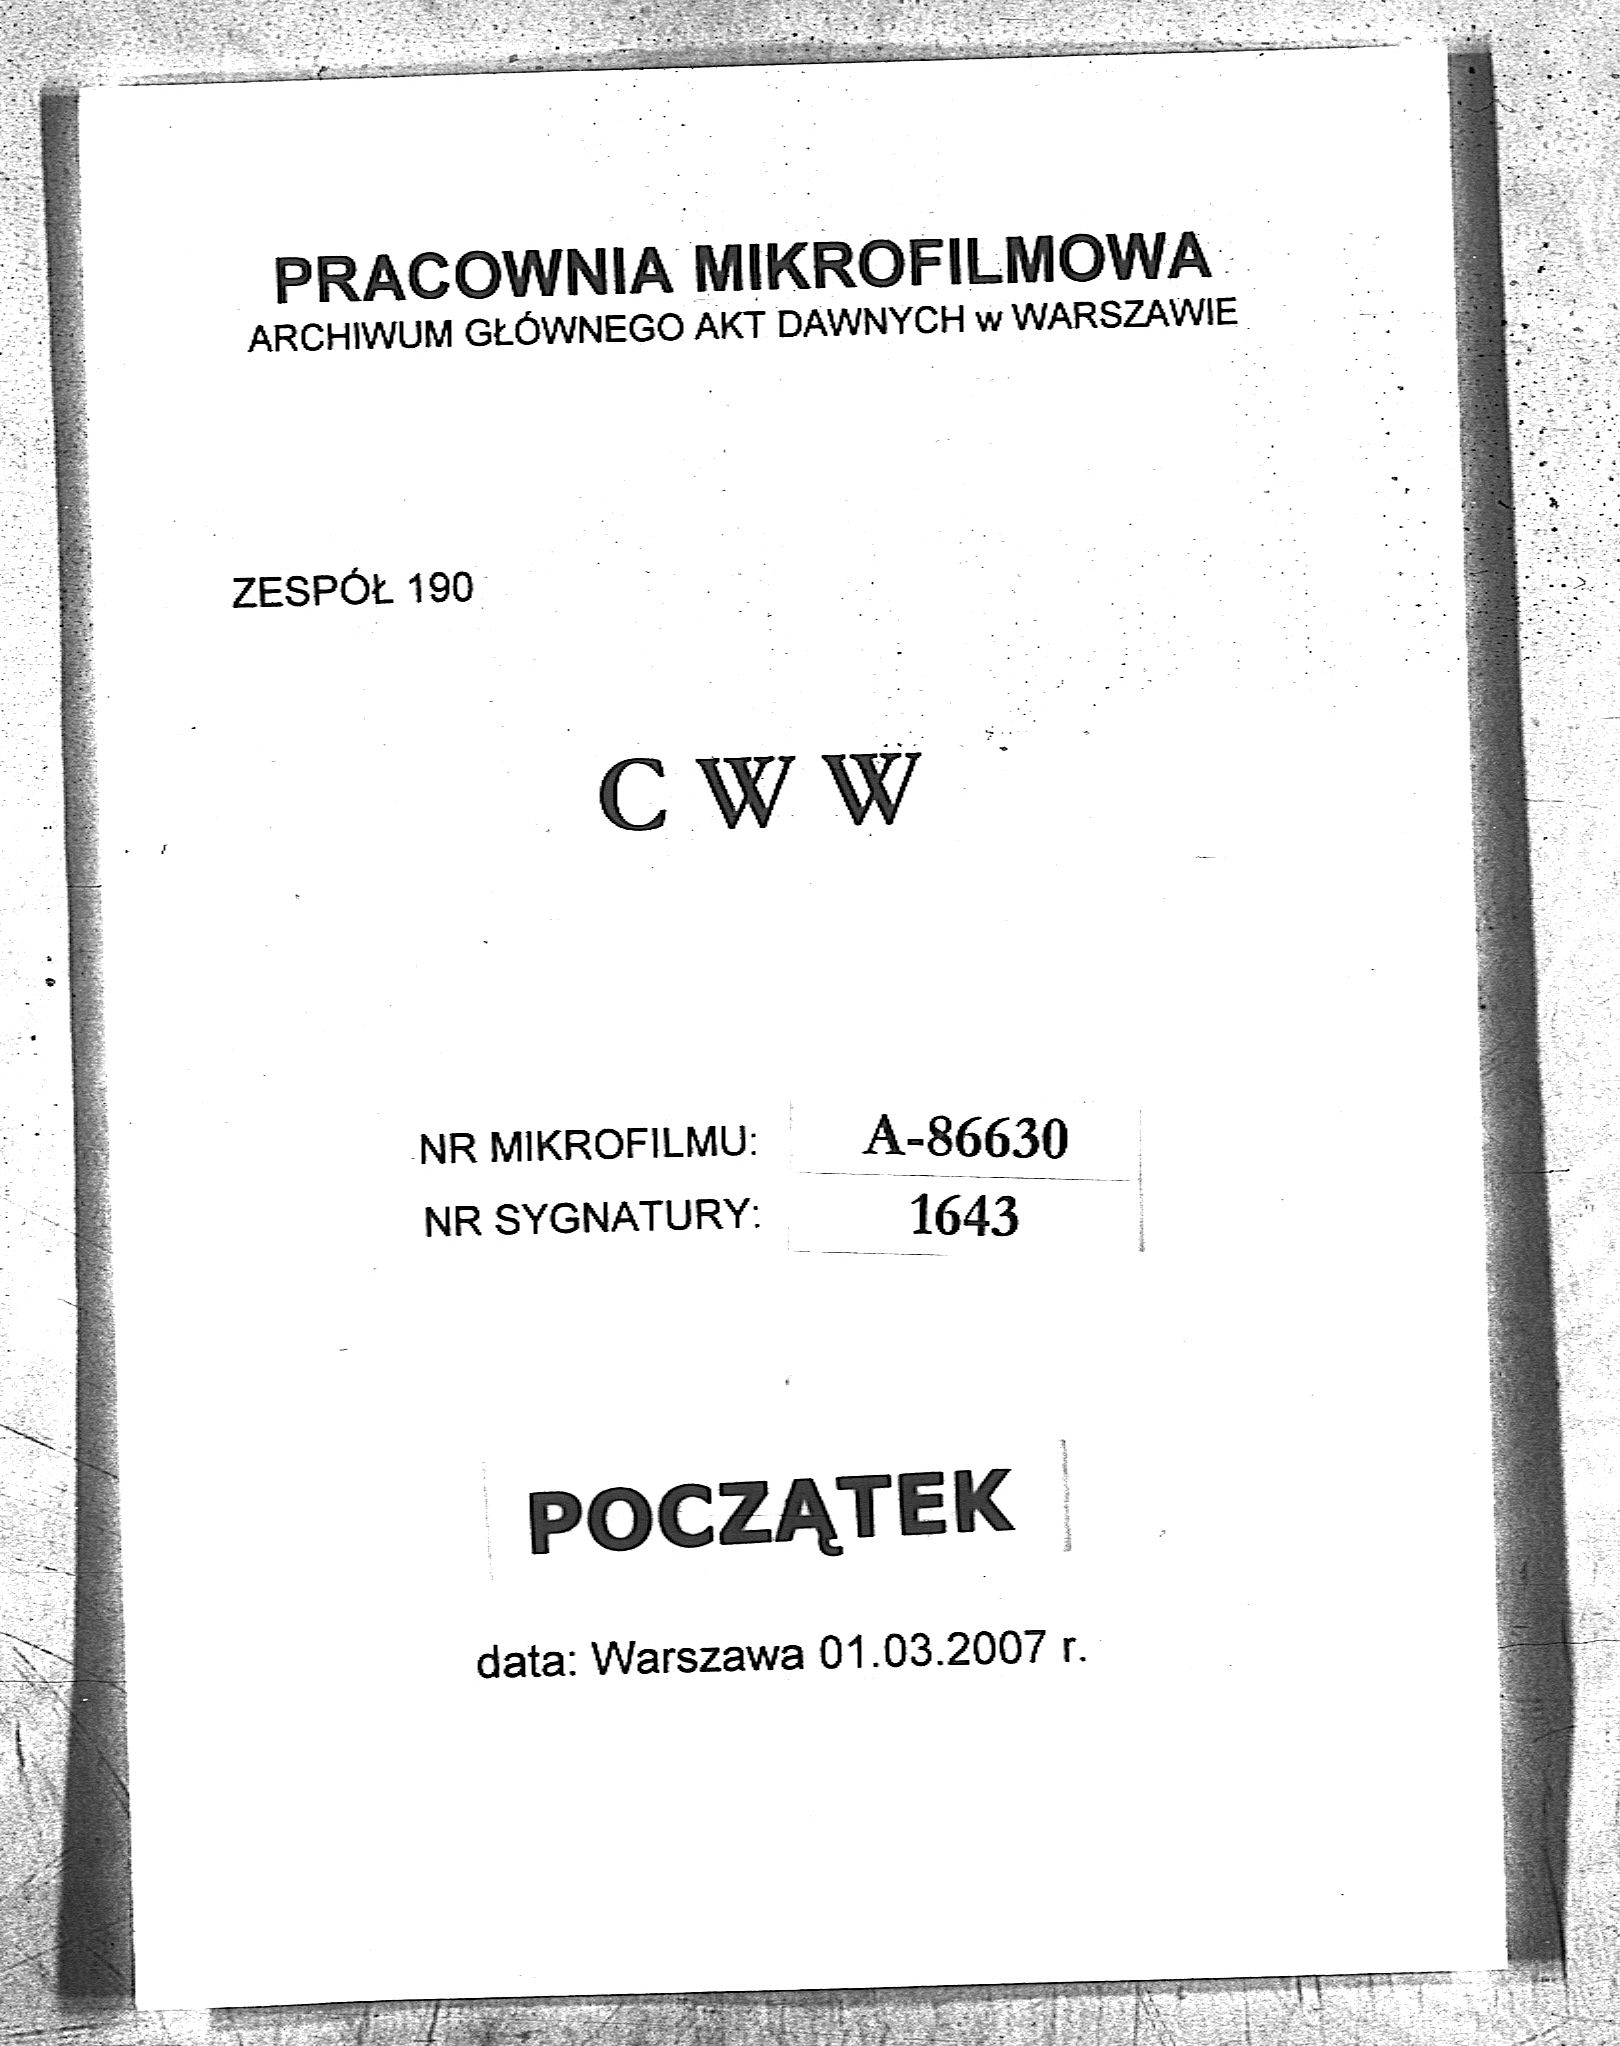 PRACOWNIA MIKROFILMOWA
ARCHIWUM GŁÓWNEGO AKT DAWNYCH w WARSZAWIE
ZESPÓŁ 190
C W W
NR MIKROFILMU: A-86630
NR SYGNATURY: 1643
POCZĄTEK
data: Warszawa 01.03.2007 r.